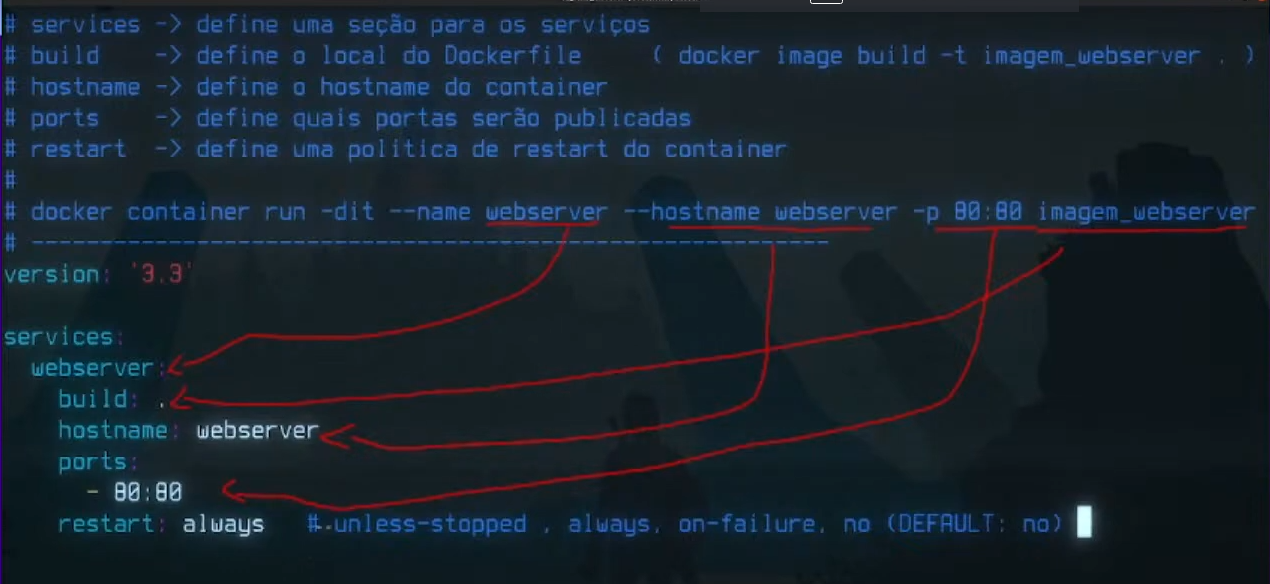 # services -> define uma seção para os serviços
# build -> define o local do Dockerfile ( docker image build -t imagem_webserver . )
# hostname -> define o hostname do container
# ports -> define quais portas serão publicadas
# restart -> define uma politica de restart do container
#
# docker container run -dit --name webserver --hostname webserver -p 80:80 imagem_webserver
# ----------------------------------------------------------
version: '3.3'
services:
webserver:
build: .
hostname: webserver
ports:
- 80:80
restart: always #-unless-stopped , always, on-failure, no (DEFAULT: no)